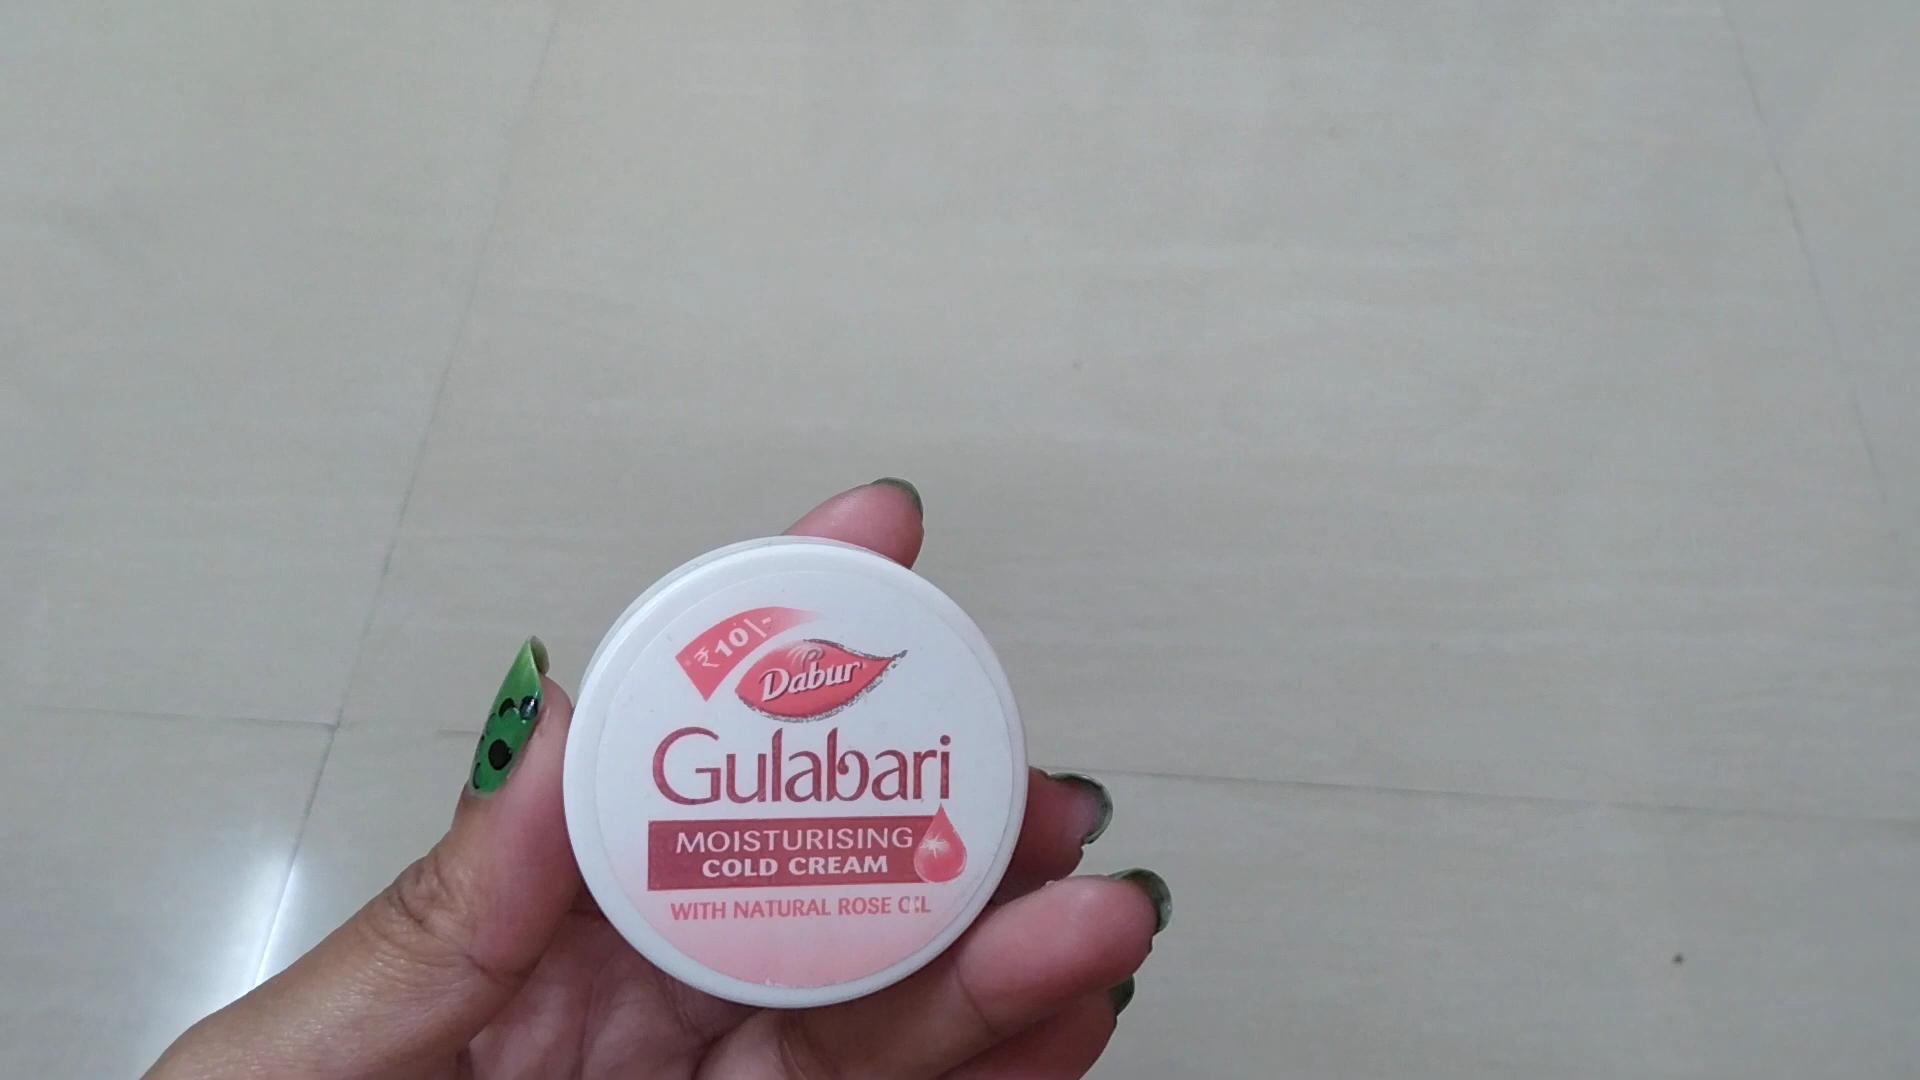 ₹10/-
Dabur
Gulabari
MOISTURISING
COLD CREAM
WITH NATURAL ROSE OIL